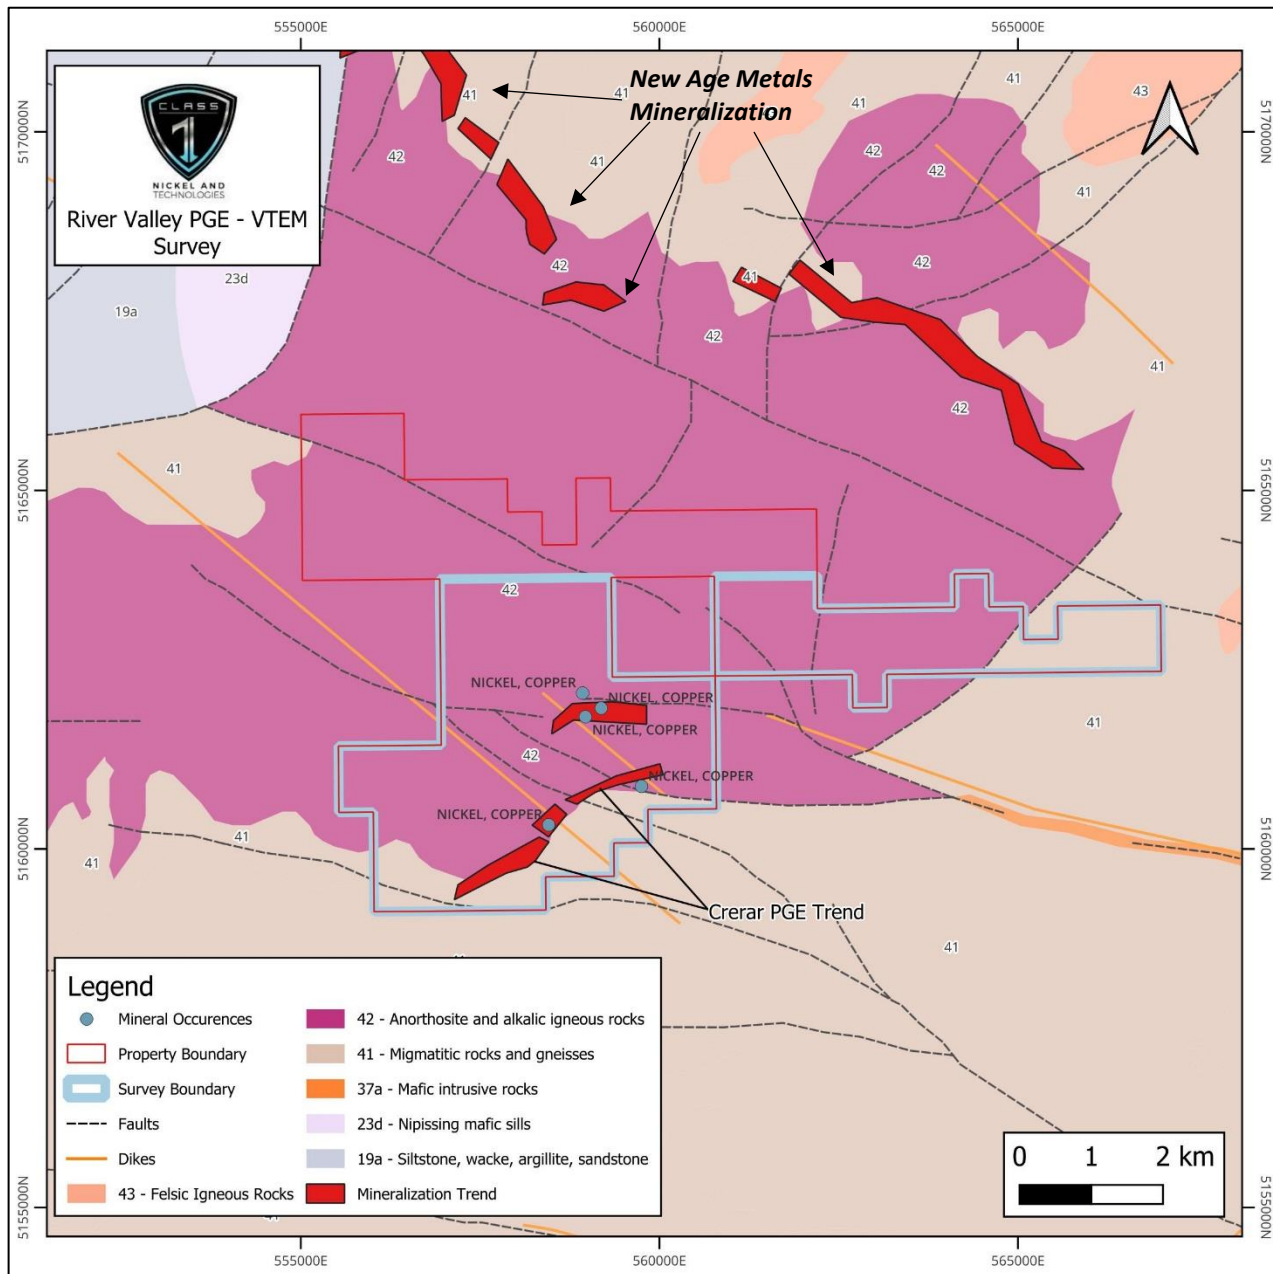 555000E
560000E
565000E
5170000N
5165000N
5160000N
5155000N
5170000N
5165000N
5160000N
5155000N
CLASS
1
NICKEL AND
TECHNOLOGIES
River Valley PGE - VTEM
Survey
New Age Metals
Mineralization
41
41
41
41
43
42
41
42
42
41
42
42
41
23d
19a
42
41
42
41
42
NICKEL, COPPER
NICKEL, COPPER
NICKEL, COPPER
41
42
NICKEL, COPPER
NICKEL, COPPER
41
41
Crerar PGE Trend
41
Legend
Mineral Occurences
Property Boundary
Survey Boundary
Faults
Dikes
43 - Felsic Igneous Rocks
42 - Anorthosite and alkalic igneous rocks
41 - Migmatitic rocks and gneisses
37a - Mafic intrusive rocks
23d - Nipissing mafic sills
19a - Siltstone, wacke, argillite, sandstone
Mineralization Trend
0 1 2 km
555000E
560000E
565000E